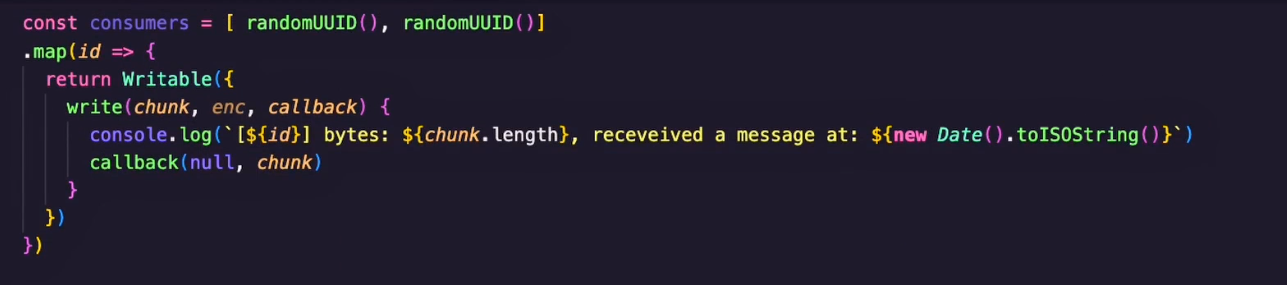 const consumers = [ randomUUID(), randomUUID()]
.map(id => {
return Writable({
write(chunk, enc, callback) {
console.log(`[${id}] bytes: ${chunk.length}, receveived a message at: ${new Date().toISOString()}`)
callback(null, chunk)
}
})
})